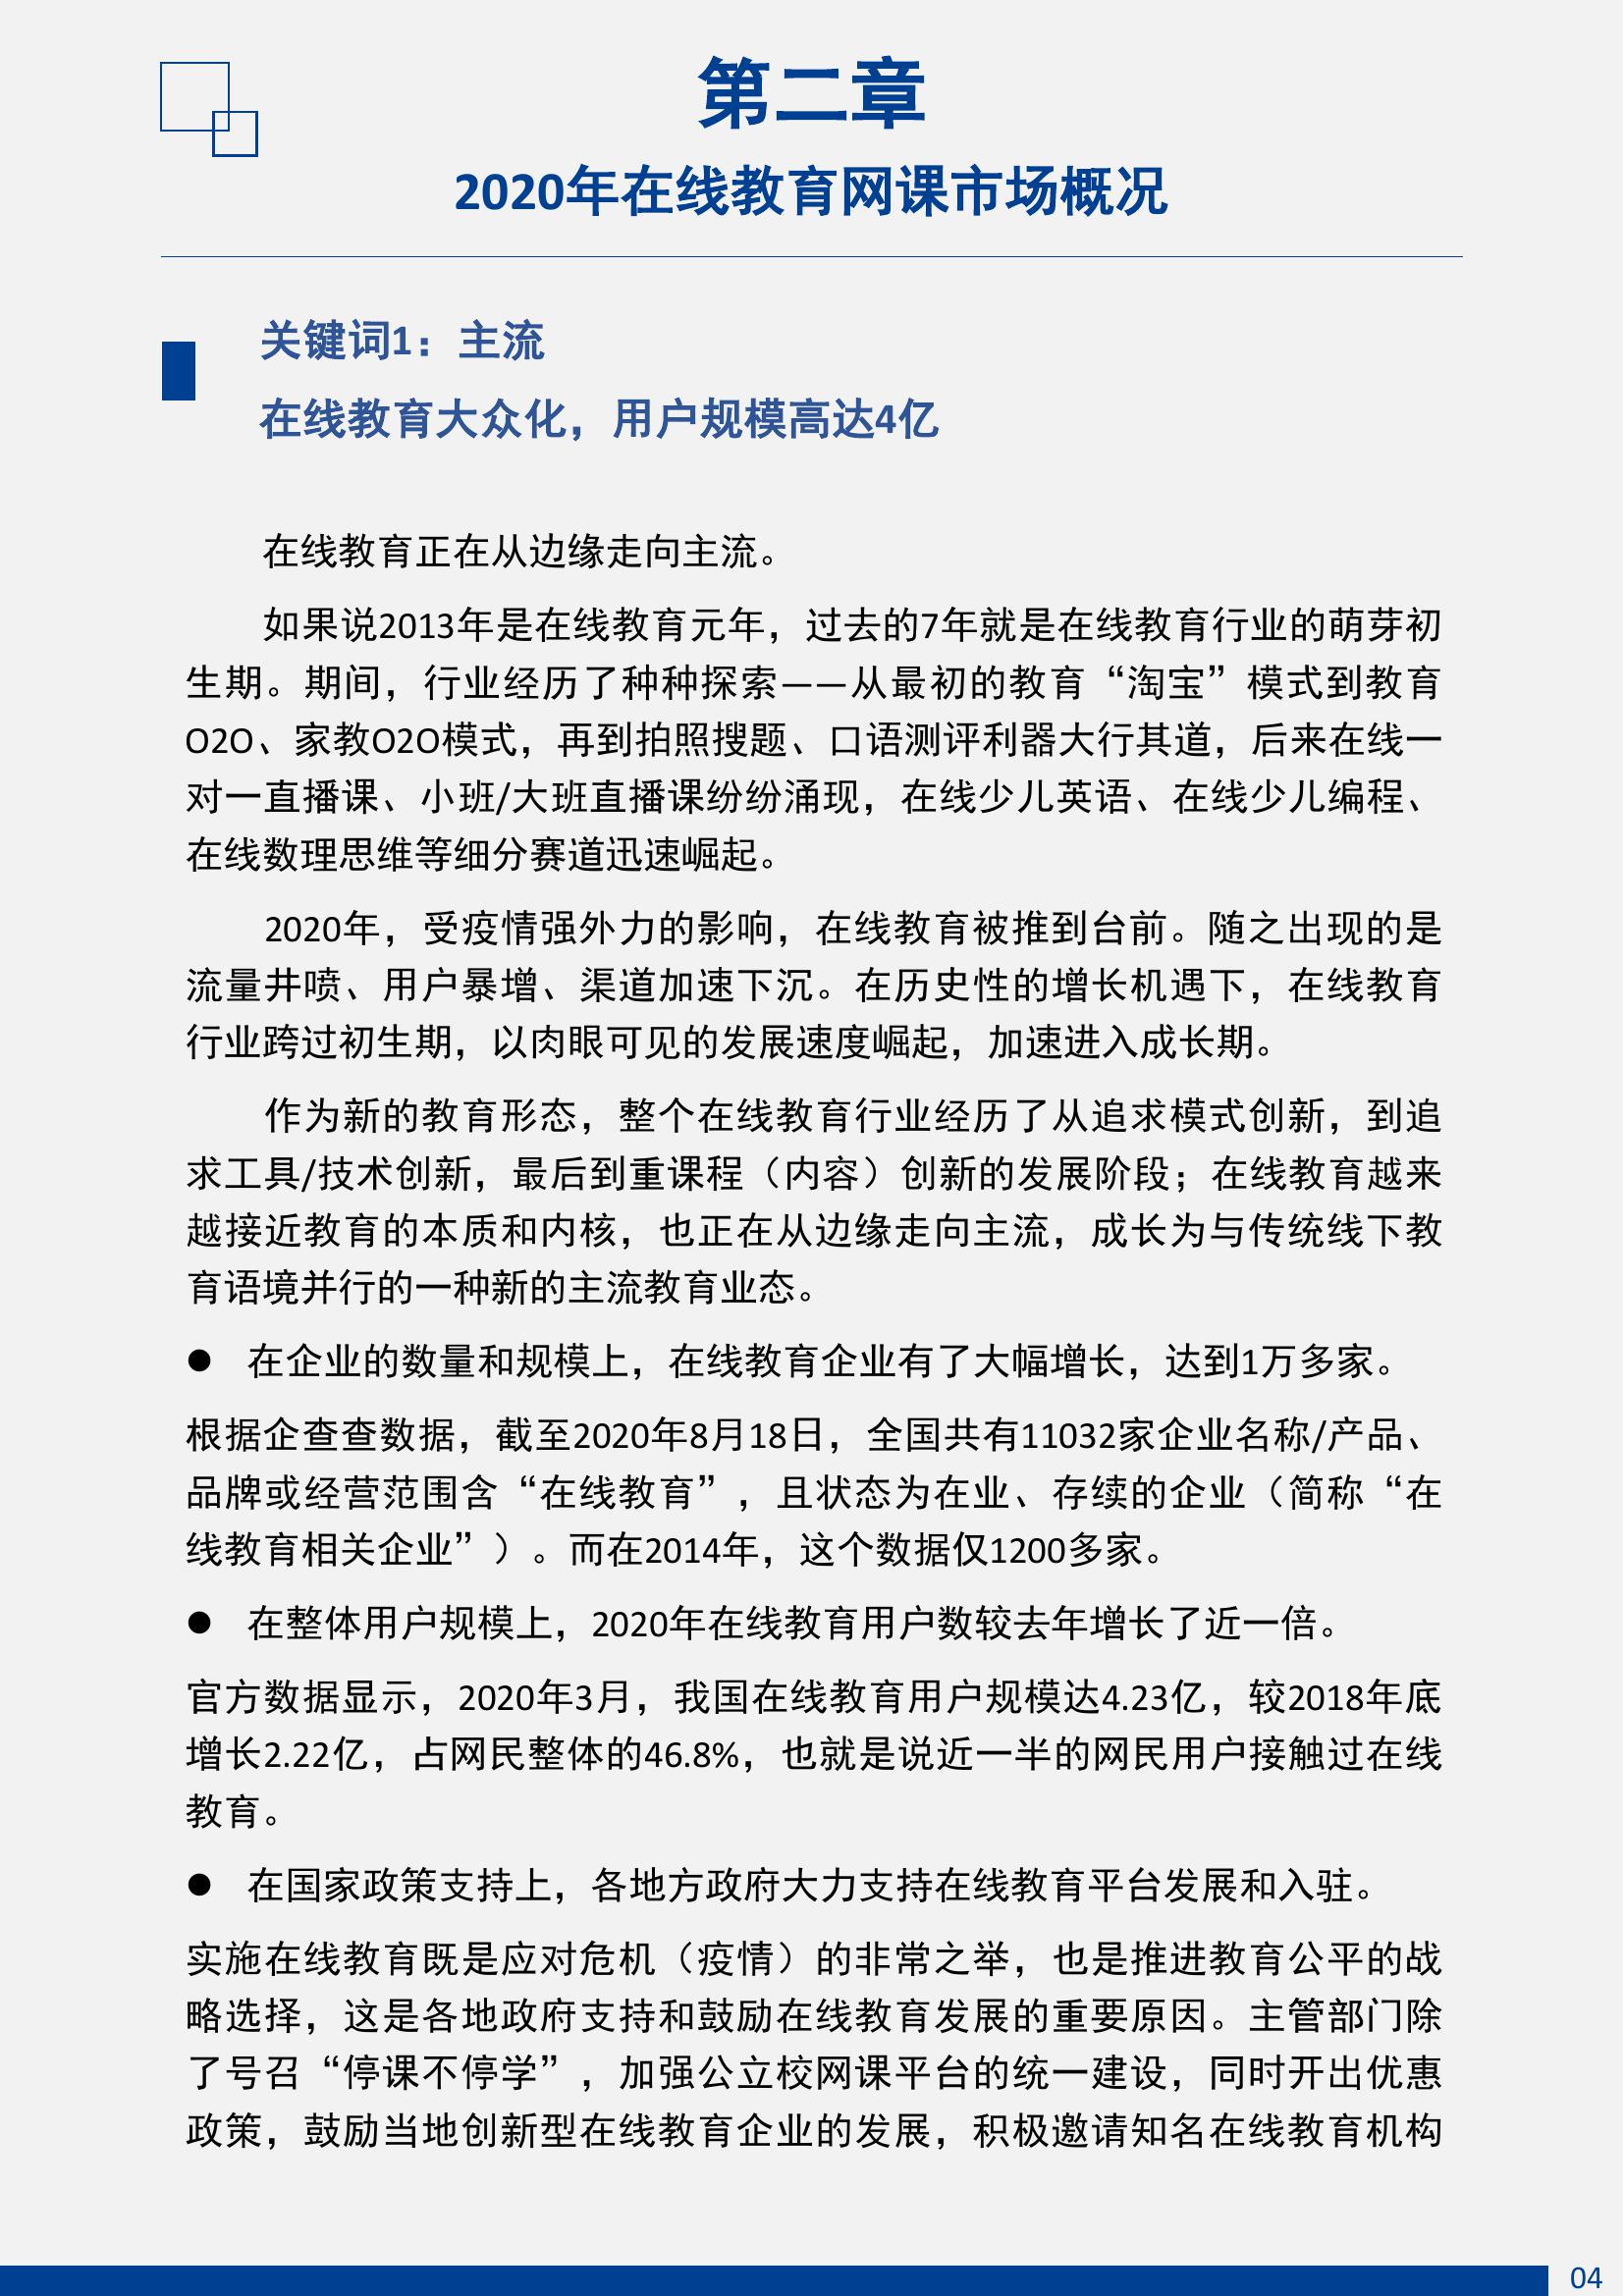 第二章
2020年在线教育网课市场概况
关键词1：主流
在线教育大众化，用户规模高达4亿
在线教育正在从边缘走向主流。
如果说2013年是在线教育元年，过去的7年就是在线教育行业的萌芽初
生期。期间，行业经历了种种探索——从最初的教育“淘宝”模式到教育
O2O、家教O2O模式，再到拍照搜题、口语测评利器大行其道，后来在线一
对一直播课、小班/大班直播课纷纷涌现，在线少儿英语、在线少儿编程、
在线数理思维等细分赛道迅速崛起。
2020年，受疫情强外力的影响，在线教育被推到台前。随之出现的是
流量井喷、用户暴增、渠道加速下沉。在历史性的增长机遇下，在线教育
行业跨过初生期，以肉眼可见的发展速度崛起，加速进入成长期。
作为新的教育形态，整个在线教育行业经历了从追求模式创新，到追
求工具/技术创新，最后到重课程（内容）创新的发展阶段；在线教育越来
越接近教育的本质和内核，也正在从边缘走向主流，成长为与传统线下教
育语境并行的一种新的主流教育业态。
● 在企业的数量和规模上，在线教育企业有了大幅增长，达到1万多家。
根据企查查数据，截至2020年8月18日，全国共有11032家企业名称/产品、
品牌或经营范围含“在线教育”，且状态为在业、存续的企业（简称“在
线教育相关企业”）。而在2014年，这个数据仅1200多家。
● 在整体用户规模上，2020年在线教育用户数较去年增长了近一倍。
官方数据显示，2020年3月，我国在线教育用户规模达4.23亿，较2018年底
增长2.22亿，占网民整体的46.8%，也就是说近一半的网民用户接触过在线
教育。
● 在国家政策支持上，各地方政府大力支持在线教育平台发展和入驻。
实施在线教育既是应对危机（疫情）的非常之举，也是推进教育公平的战
略选择，这是各地政府支持和鼓励在线教育发展的重要原因。主管部门除
了号召“停课不停学”，加强公立校网课平台的统一建设，同时开出优惠
政策，鼓励当地创新型在线教育企业的发展，积极邀请知名在线教育机构
04